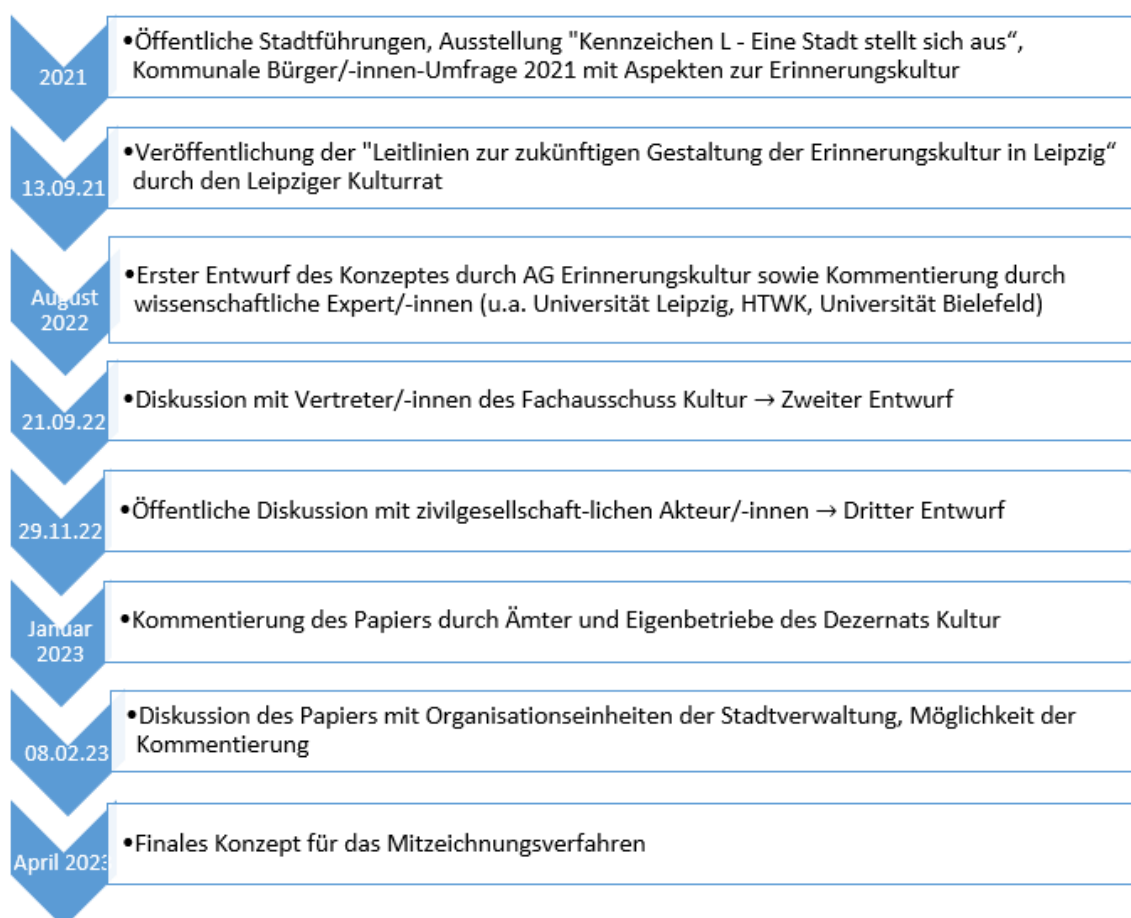 2021
•Öffentliche Stadtführungen, Ausstellung "Kennzeichen L - Eine Stadt stellt sich aus“,
Kommunale Bürger/-innen-Umfrage 2021 mit Aspekten zur Erinnerungskultur
13.09.21
•Veröffentlichung der "Leitlinien zur zukünftigen Gestaltung der Erinnerungskultur in Leipzig“
durch den Leipziger Kulturrat
August
2022
•Erster Entwurf des Konzeptes durch AG Erinnerungskultur sowie Kommentierung durch
wissenschaftliche Expert/-innen (u.a. Universität Leipzig, HTWK, Universität Bielefeld)
21.09.22
•Diskussion mit Vertreter/-innen des Fachausschuss Kultur → Zweiter Entwurf
29.11.22
•Öffentliche Diskussion mit zivilgesellschaft-lichen Akteur/-innen → Dritter Entwurf
Januar
2023
•Kommentierung des Papiers durch Ämter und Eigenbetriebe des Dezernats Kultur
08.02.23
•Diskussion des Papiers mit Organisationseinheiten der Stadtverwaltung, Möglichkeit der
Kommentierung
April 2023
•Finales Konzept für das Mitzeichnungsverfahren